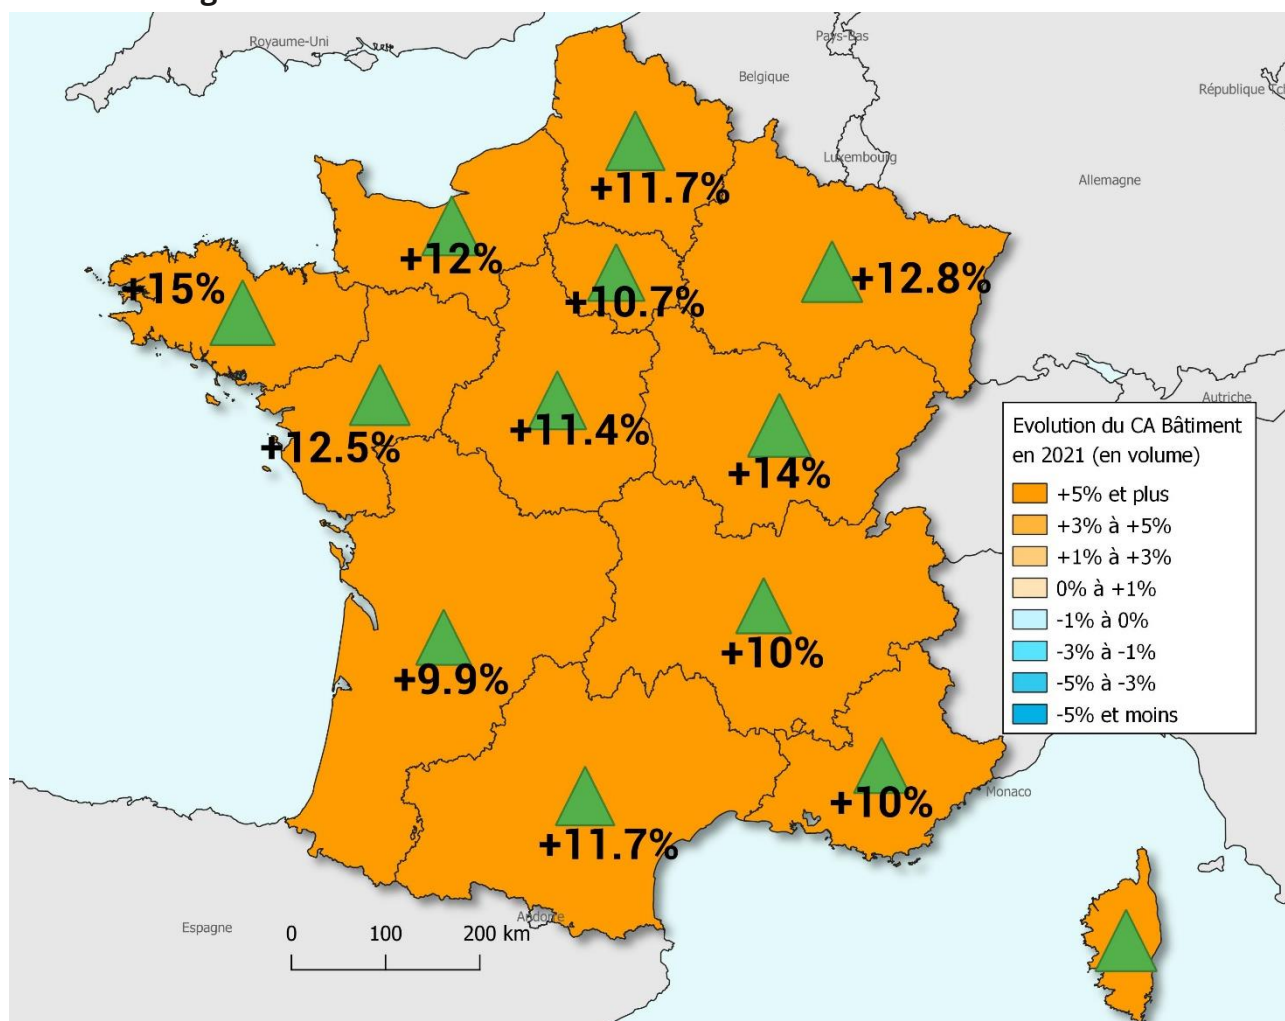 Royaume-Uni
Pays-Bas
Belgique
République Tc
Luxembourg
Allemagne
+11.7%
+12%
+15%
+10.7%
+12.8%
Autriche
+12.5%
+11.4%
+14%
Evolution du CA Bâtiment
en 2021 (en volume)
+5% et plus
+3% à +5%
+1% à +3%
0% à +1%
-1% à 0%
-3% à -1%
-5% à -3%
-5% et moins
+9.9%
+10%
+10%
Monaco
+11.7%
Espagne
Andorre
0 100 200 km